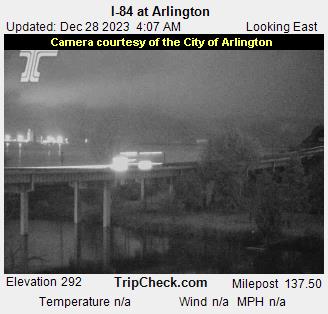 I-84 at Arlington
Updated: Dec 28 2023 4:07 AM Looking East
Camera courtesy of the City of Arlington
Elevation 292 TripCheck.com Milepost 137.50
Temperature n/a Wind n/a MPH n/a